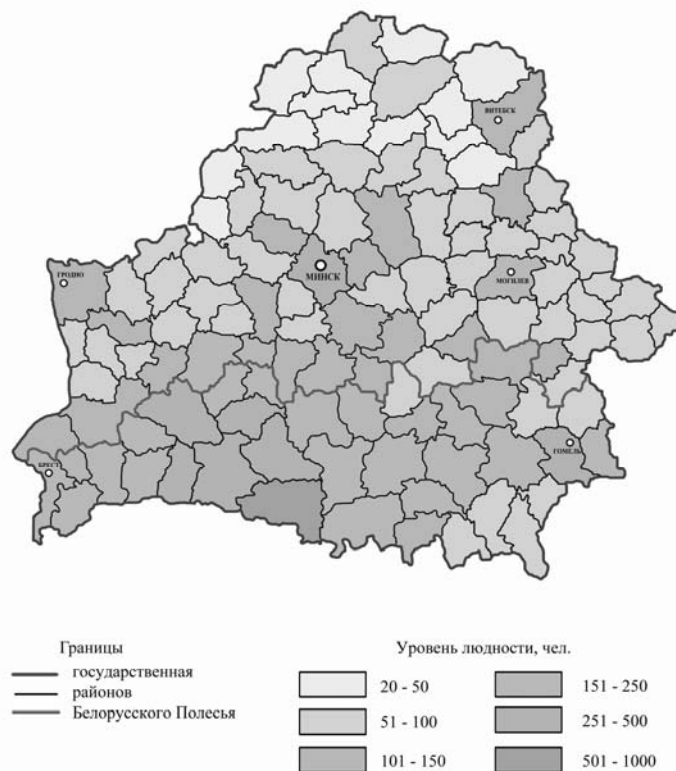 ВИТЕБСК
МИНСК
ГРОДНО
МОГИЛЕВ
ГОМЕЛЬ
БРЕСТ
Границы
государственная
районов
Белорусского Полесья
Уровень людности, чел.
20 - 50
51 - 100
101 - 150
151 - 250
251 - 500
501 - 1000